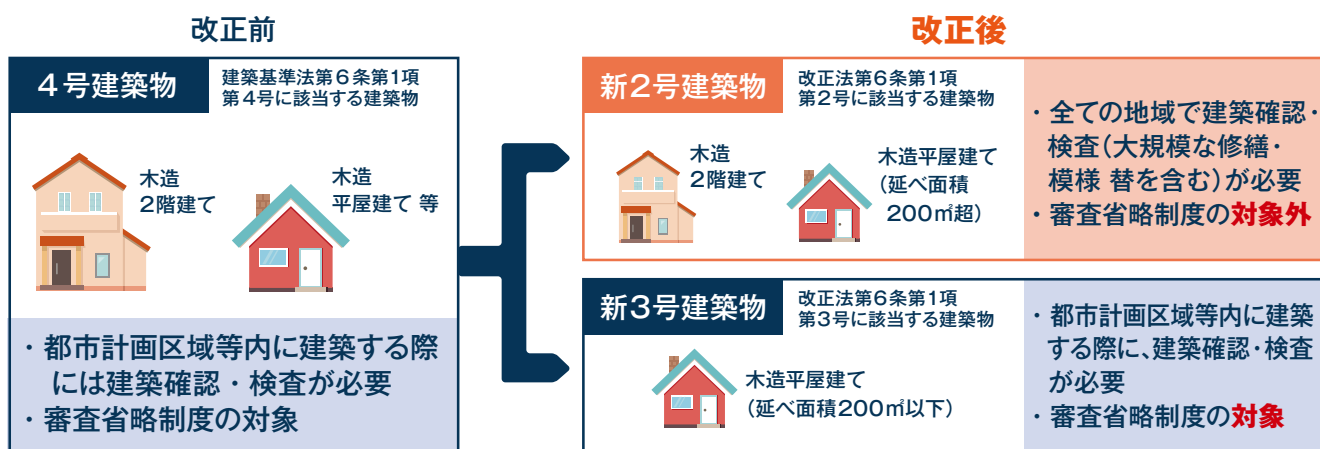 改正前
4号建築物
建築基準法第6条第1項
第4号に該当する建築物
木造
2階建て
木造
平屋建て 等
・都市計画区域等内に建築する際
には建築確認・検査が必要
・審査省略制度の対象
改正後
新2号建築物
改正法第6条第1項
第2号に該当する建築物
木造
2階建て
木造平屋建て
(延べ面積
200㎡超)
・全ての地域で建築確認・
検査(大規模な修繕・
模様 替を含む)が必要
・審査省略制度の対象外
新3号建築物
改正法第6条第1項
第3号に該当する建築物
木造平屋建て
(延べ面積200㎡以下)
・都市計画区域等内に建築
する際に、建築確認・検査
が必要
・審査省略制度の対象